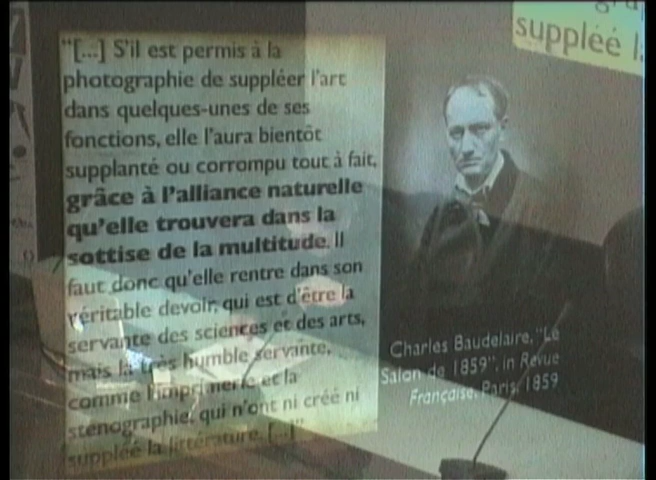 suppléé l
"[...] S'il est permis à la
photographie de suppléer l'art
dans quelques-unes de ses
fonctions, elle l'aura bientôt
supplanté ou corrompu tout à fait,
grâce à l'alliance naturelle
qu'elle trouvera dans la
sottise de la multitude. Il
faut donc qu'elle rentre dans son
véritable devoir, qui est d'être la
servante des sciences et des arts,
mais la très humble servante,
comme l'imprimerie et la
sténographie, qui n'ont ni créé ni
suppléé la littérature. [...]"
Charles Baudelaire, "Le
Salon de 1859", in Revue
Française, Paris, 1859